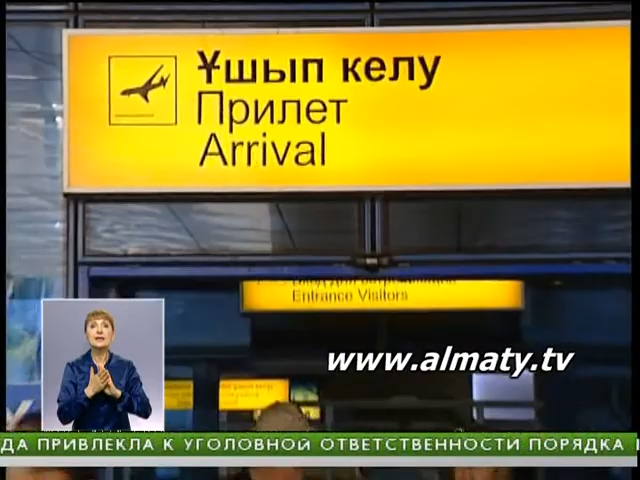 Ұшып келу
Прилет
Arrival
Entrance Visitors
www.almaty.tv
ДА ПРИВЛЕКЛА К УГОЛОВНОЙ ОТВЕТСТВЕННОСТИ ПОРЯДКА